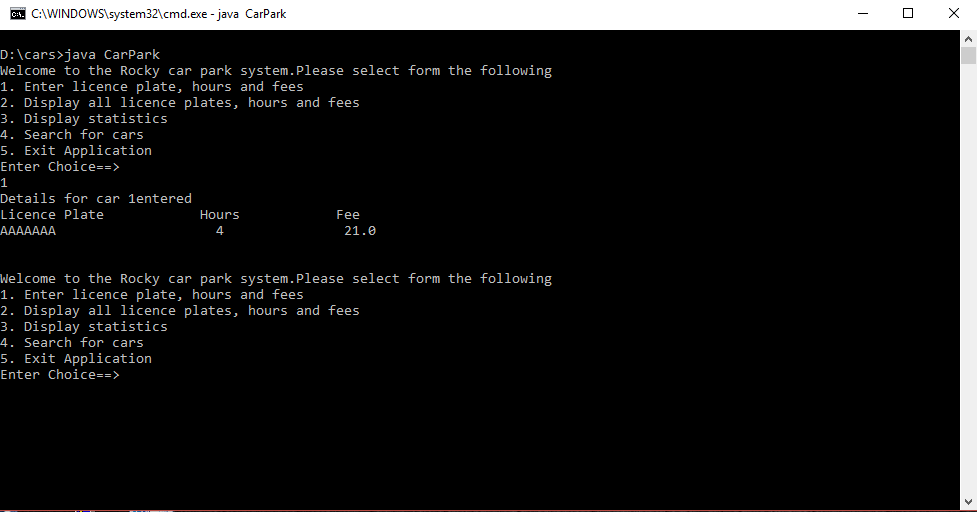 C:\WINDOWS\system32\cmd.exe - java  CarPark
D:\cars>java CarPark
Welcome to the Rocky car park system.Please select form the following
1. Enter licence plate, hours and fees
2. Display all licence plates, hours and fees
3. Display statistics
4. Search for cars
5. Exit Application
Enter Choice==>
1
Details for car 1entered
Licence Plate            Hours            Fee
AAAAAAA                    4               21.0
Welcome to the Rocky car park system.Please select form the following
1. Enter licence plate, hours and fees
2. Display all licence plates, hours and fees
3. Display statistics
4. Search for cars
5. Exit Application
Enter Choice==>